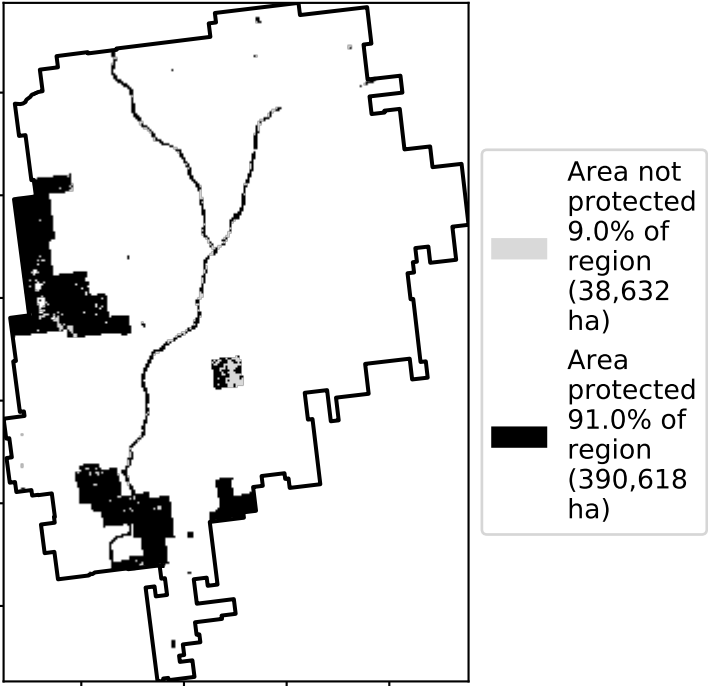 Area not
protected
9.0% of
region
(38,632
ha)
Area
protected
91.0% of
region
(390,618
ha)